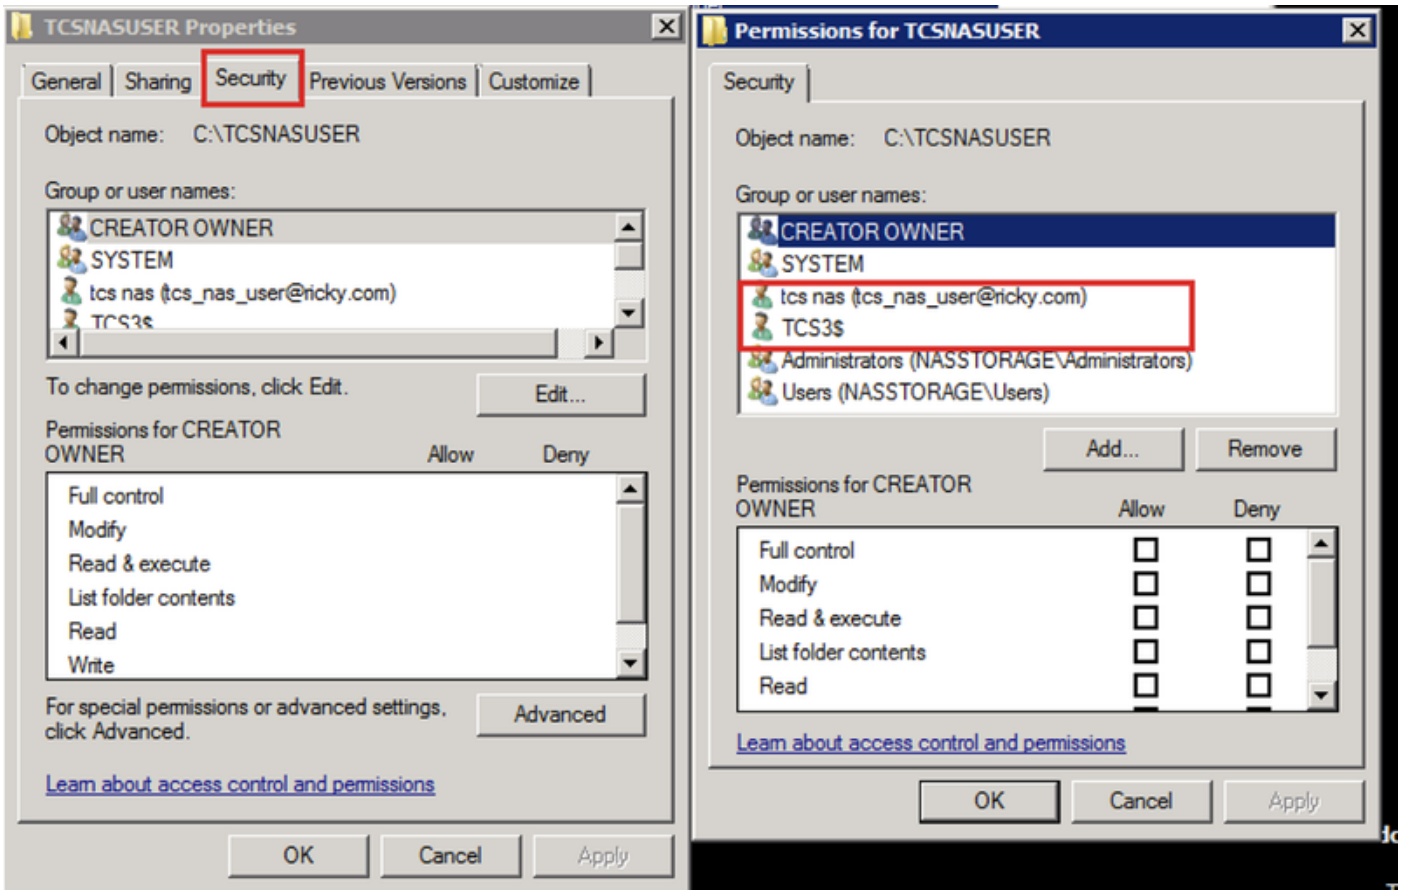 TCSNASUSER Properties
General Sharing Security Previous Versions Customize
Object name: C:\TCSNASUSER
Group or user names:
CREATOR OWNER
SYSTEM
tcs nas (tcs_nas_user@ricky.com)
TCS3$
To change permissions, click Edit.
Edit...
Permissions for CREATOR
OWNER Allow Deny
Full control
Modify
Read & execute
List folder contents
Read
Write
For special permissions or advanced settings,
click Advanced.
Advanced
Learn about access control and permissions
OK Cancel Apply
Permissions for TCSNASUSER
Security
Object name: C:\TCSNASUSER
Group or user names:
CREATOR OWNER
SYSTEM
tcs nas (tcs_nas_user@ricky.com)
TCS3$
Administrators (NASSTORAGE\Administrators)
Users (NASSTORAGE\Users)
Add... Remove
Permissions for CREATOR
OWNER Allow Deny
Full control
Modify
Read & execute
List folder contents
Read
Learn about access control and permissions
OK Cancel Apply